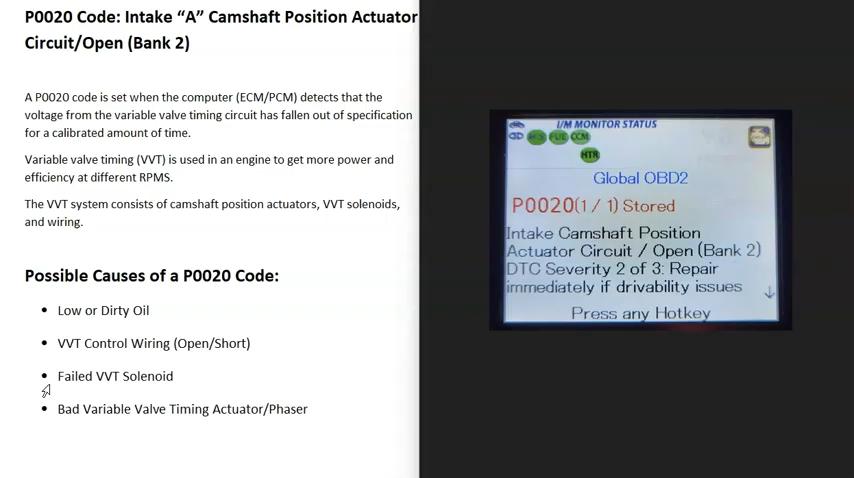 P0020 Code: Intake “A” Camshaft Position Actuator
Circuit/Open (Bank 2)
A P0020 code is set when the computer (ECM/PCM) detects that the
voltage from the variable valve timing circuit has fallen out of specification
for a calibrated amount of time.
Variable valve timing (VVT) is used in an engine to get more power and
efficiency at different RPMS.
The VVT system consists of camshaft position actuators, VVT solenoids,
and wiring.
Possible Causes of a P0020 Code:
• Low or Dirty Oil
• VVT Control Wiring (Open/Short)
• Failed VVT Solenoid
• Bad Variable Valve Timing Actuator/Phaser
I/M MONITOR STATUS
FUE CCM
HTR
Global OBD2
P0020(1 / 1) Stored
Intake Camshaft Position
Actuator Circuit / Open (Bank 2)
DTC Severity 2 of 3: Repair
immediately if drivability issues
Press any Hotkey